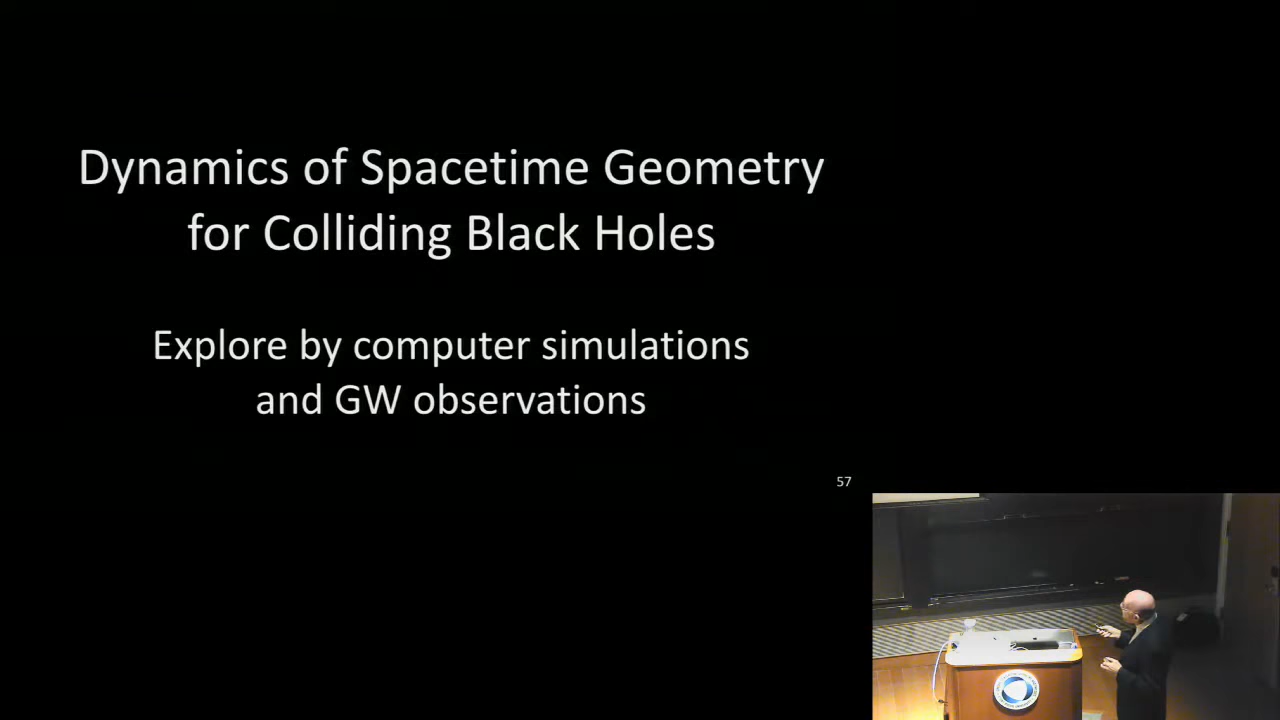 Dynamics of Spacetime Geometry
for Colliding Black Holes
Explore by computer simulations
and GW observations
57